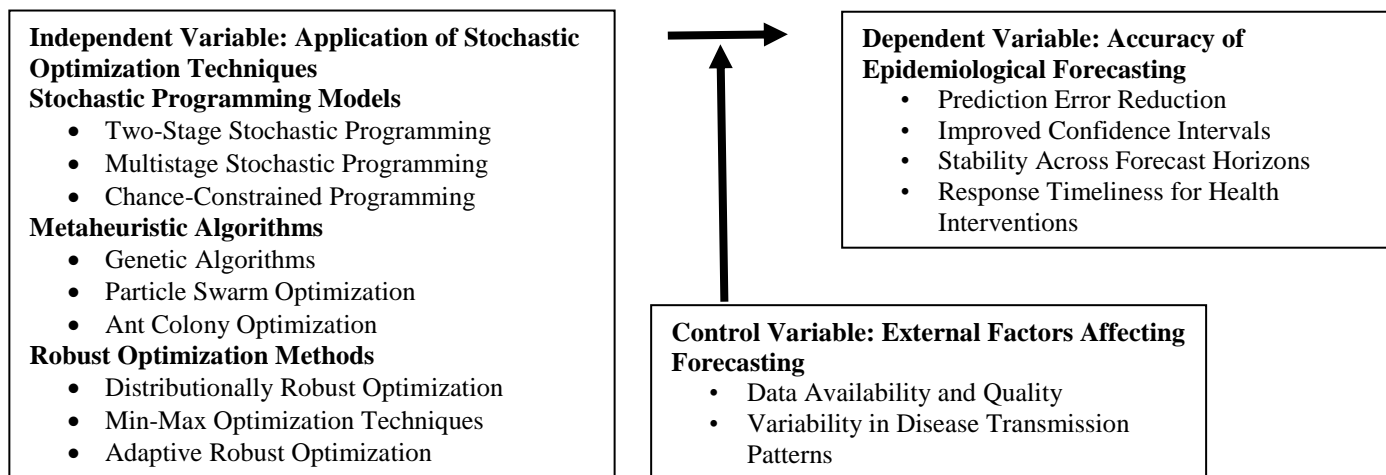 Independent Variable: Application of Stochastic
Optimization Techniques
Stochastic Programming Models
• Two-Stage Stochastic Programming
• Multistage Stochastic Programming
• Chance-Constrained Programming
Metaheuristic Algorithms
• Genetic Algorithms
• Particle Swarm Optimization
• Ant Colony Optimization
Robust Optimization Methods
• Distributionally Robust Optimization
• Min-Max Optimization Techniques
• Adaptive Robust Optimization
Dependent Variable: Accuracy of
Epidemiological Forecasting
• Prediction Error Reduction
• Improved Confidence Intervals
• Stability Across Forecast Horizons
• Response Timeliness for Health
Interventions
Control Variable: External Factors Affecting
Forecasting
• Data Availability and Quality
• Variability in Disease Transmission
Patterns